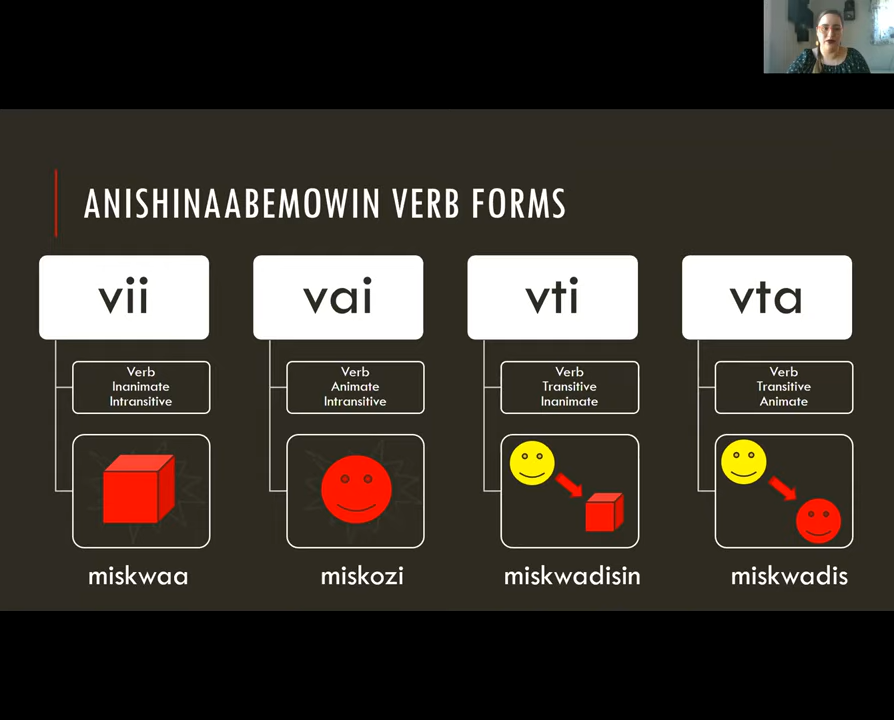 ANISHINAABEMOWIN VERB FORMS
vii
vai
vti
vta
Verb
Inanimate
Intransitive
Verb
Animate
Intransitive
Verb
Transitive
Inanimate
Verb
Transitive
Animate
miskwaa
miskozi
miskwadisin
miskwadis